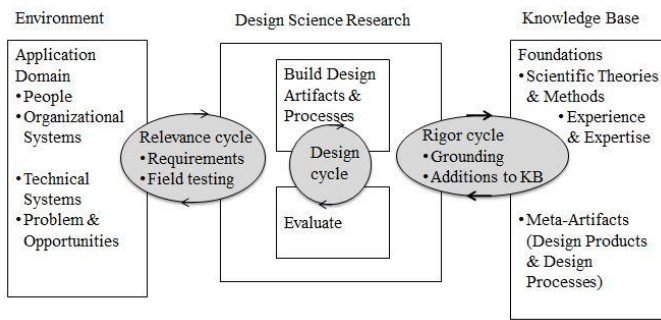 Environment
Design Science Research
Knowledge Base
Application
Domain
•People
•Organizational
Systems
•Technical
Systems
•Problem &
Opportunities
Relevance cycle
•Requirements
•Field testing
Build Design
Artifacts &
Processes
Design
cycle
Evaluate
Rigor cycle
•Grounding
•Additions to KB
Foundations
•Scientific Theories
& Methods
•Experience
& Expertise
•Meta-Artifacts
(Design Products
& Design
Processes)